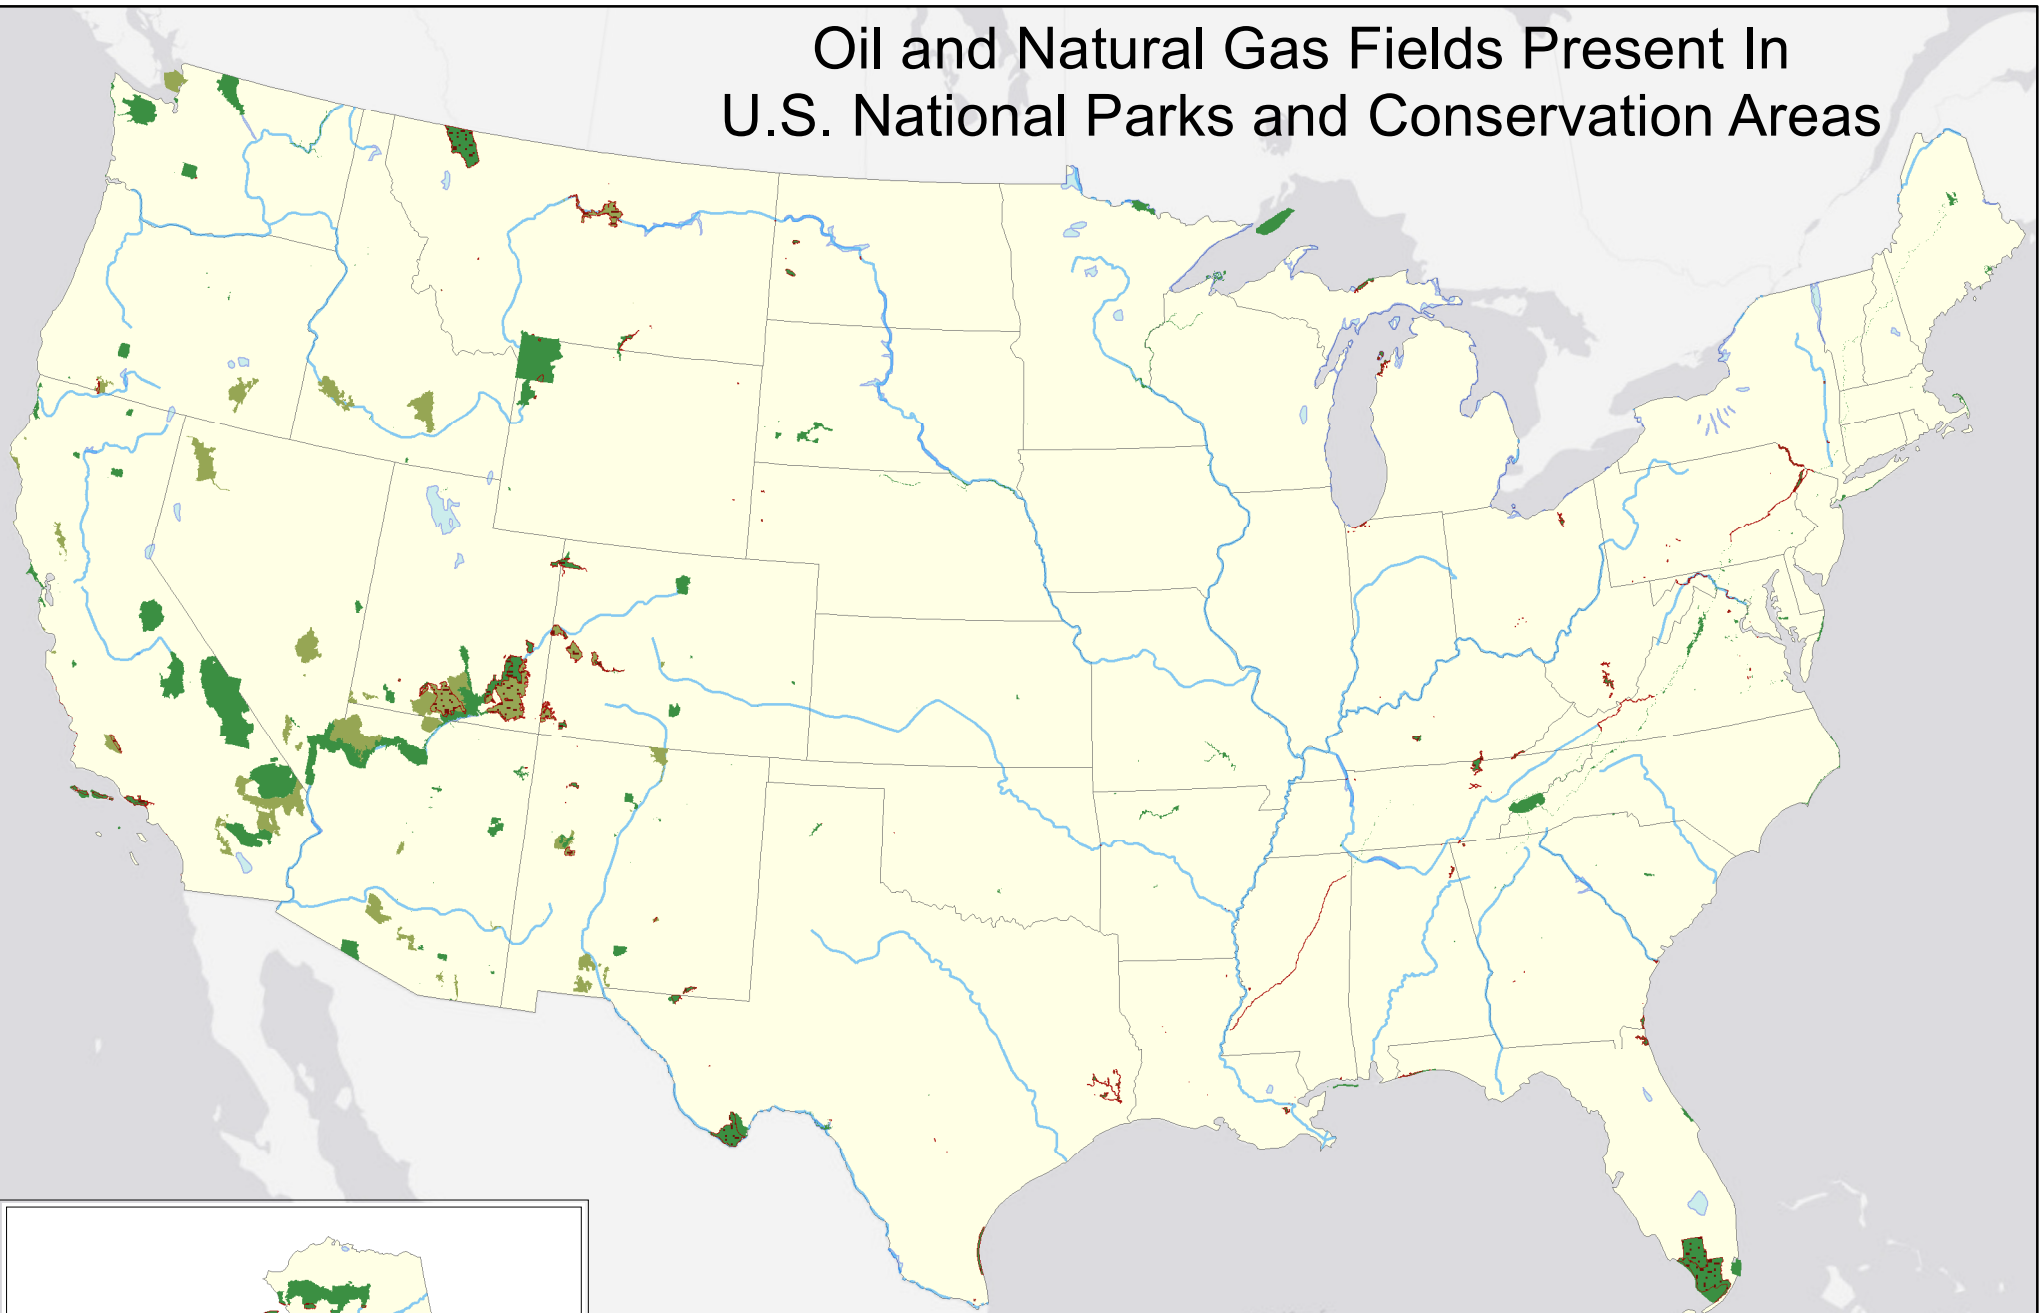 Oil and Natural Gas Fields Present In
U.S. National Parks and Conservation Areas